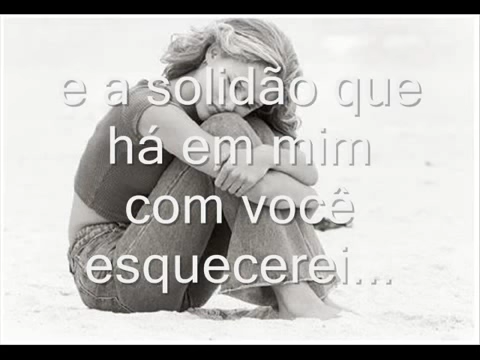 e a solidão que
há em mim
com você
esquecerei...